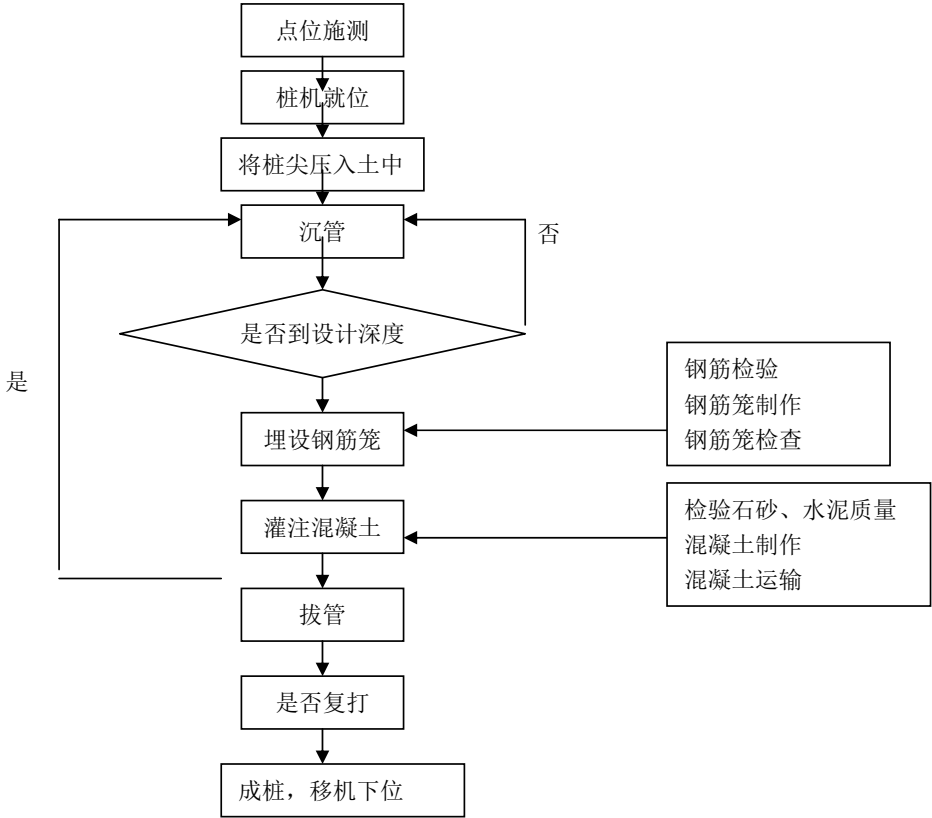 点位施测
桩机就位
将桩尖压入土中
沉管
否
是否到设计深度
是
钢筋检验
钢筋笼制作
钢筋笼检查
埋设钢筋笼
检验石砂、水泥质量
混凝土制作
混凝土运输
灌注混凝土
拔管
是否复打
成桩，移机下位